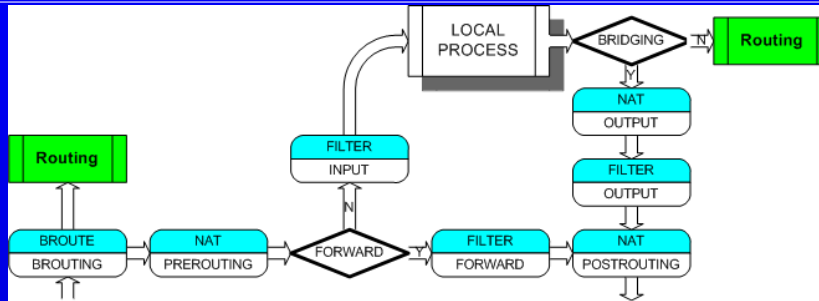 LOCAL
PROCESS
BRIDGING
N
Routing
Y
NAT
OUTPUT
FILTER
INPUT
Routing
FILTER
OUTPUT
N
BROUTE
BROUTING
NAT
PREROUTING
FORWARD
Y
FILTER
FORWARD
NAT
POSTROUTING